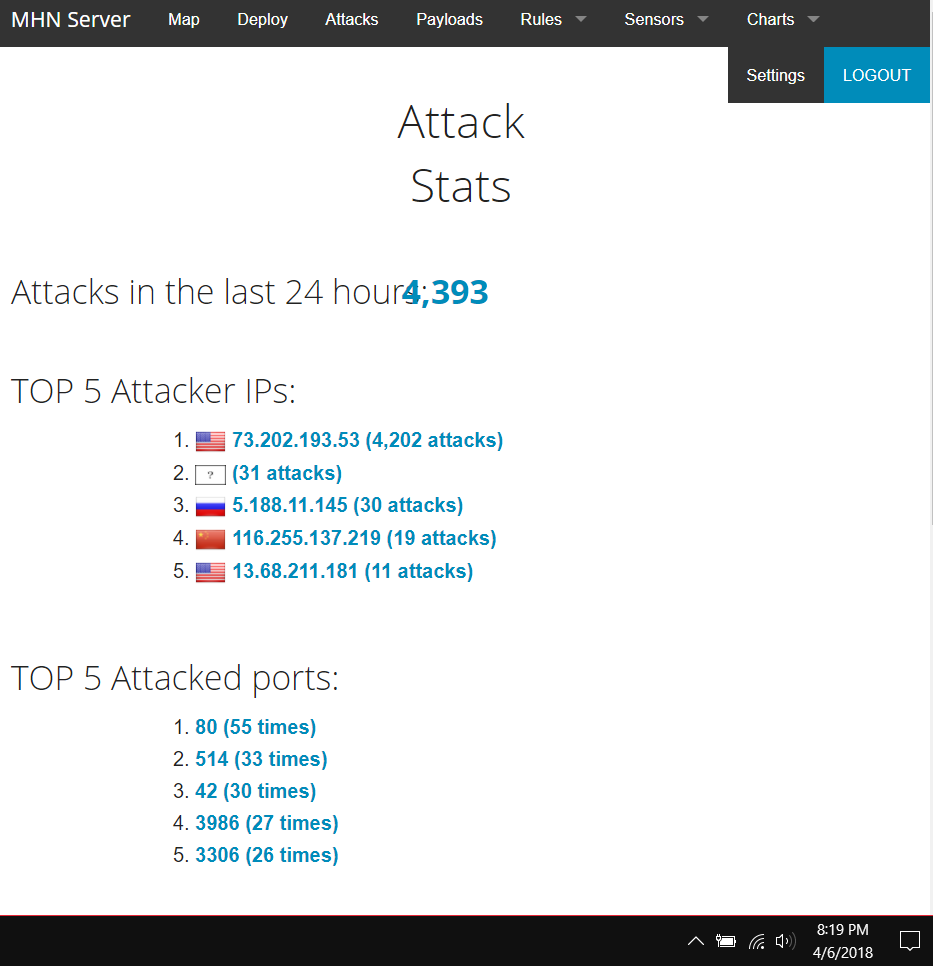 MHN Server Map Deploy Attacks Payloads Rules Sensors Charts
Settings LOGOUT
Attack
Stats
Attacks in the last 24 hours: 4,393
TOP 5 Attacker IPs:
1. ? 73.202.193.53 (4,202 attacks)
2. ? (31 attacks)
3. 5.188.11.145 (30 attacks)
4. 116.255.137.219 (19 attacks)
5. 13.68.211.181 (11 attacks)
TOP 5 Attacked ports:
1. 80 (55 times)
2. 514 (33 times)
3. 42 (30 times)
4. 3986 (27 times)
5. 3306 (26 times)
8:19 PM
4/6/2018